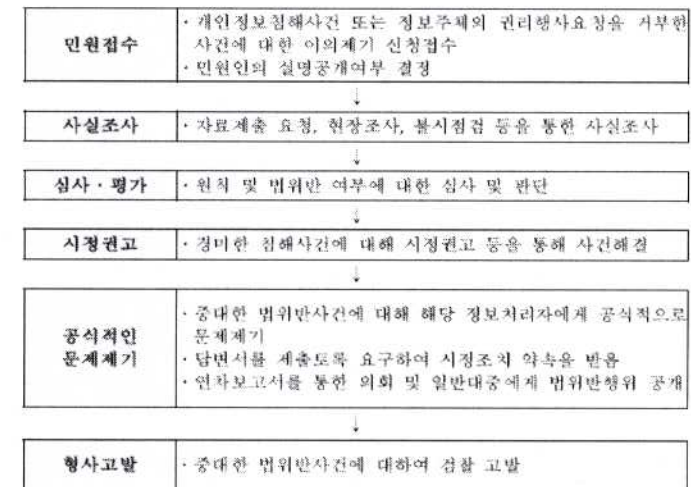 민원접수
· 개인정보침해사건 또는 정보주체의 권리행사요청을 거부한
사건에 대한 이의제기 신청접수
· 민원인의 실명공개여부 결정
↓
사실조사
· 자료제출 요청, 현장조사, 불시점검 등을 통한 사실조사
↓
심사 · 평가
· 원칙 및 법위반 여부에 대한 심사 및 판단
↓
시정권고
· 경미한 침해사건에 대해 시정권고 등을 통해 사건해결
↓
공식적인
문제제기
· 중대한 법위반사건에 대해 해당 정보처리자에게 공식적으로
문제제기
· 답변서를 제출토록 요구하여 시정조치 약속을 받음
· 연차보고서를 통한 의회 및 일반대중에게 법위반행위 공개
↓
형사고발
· 중대한 법위반사건에 대하여 검찰 고발